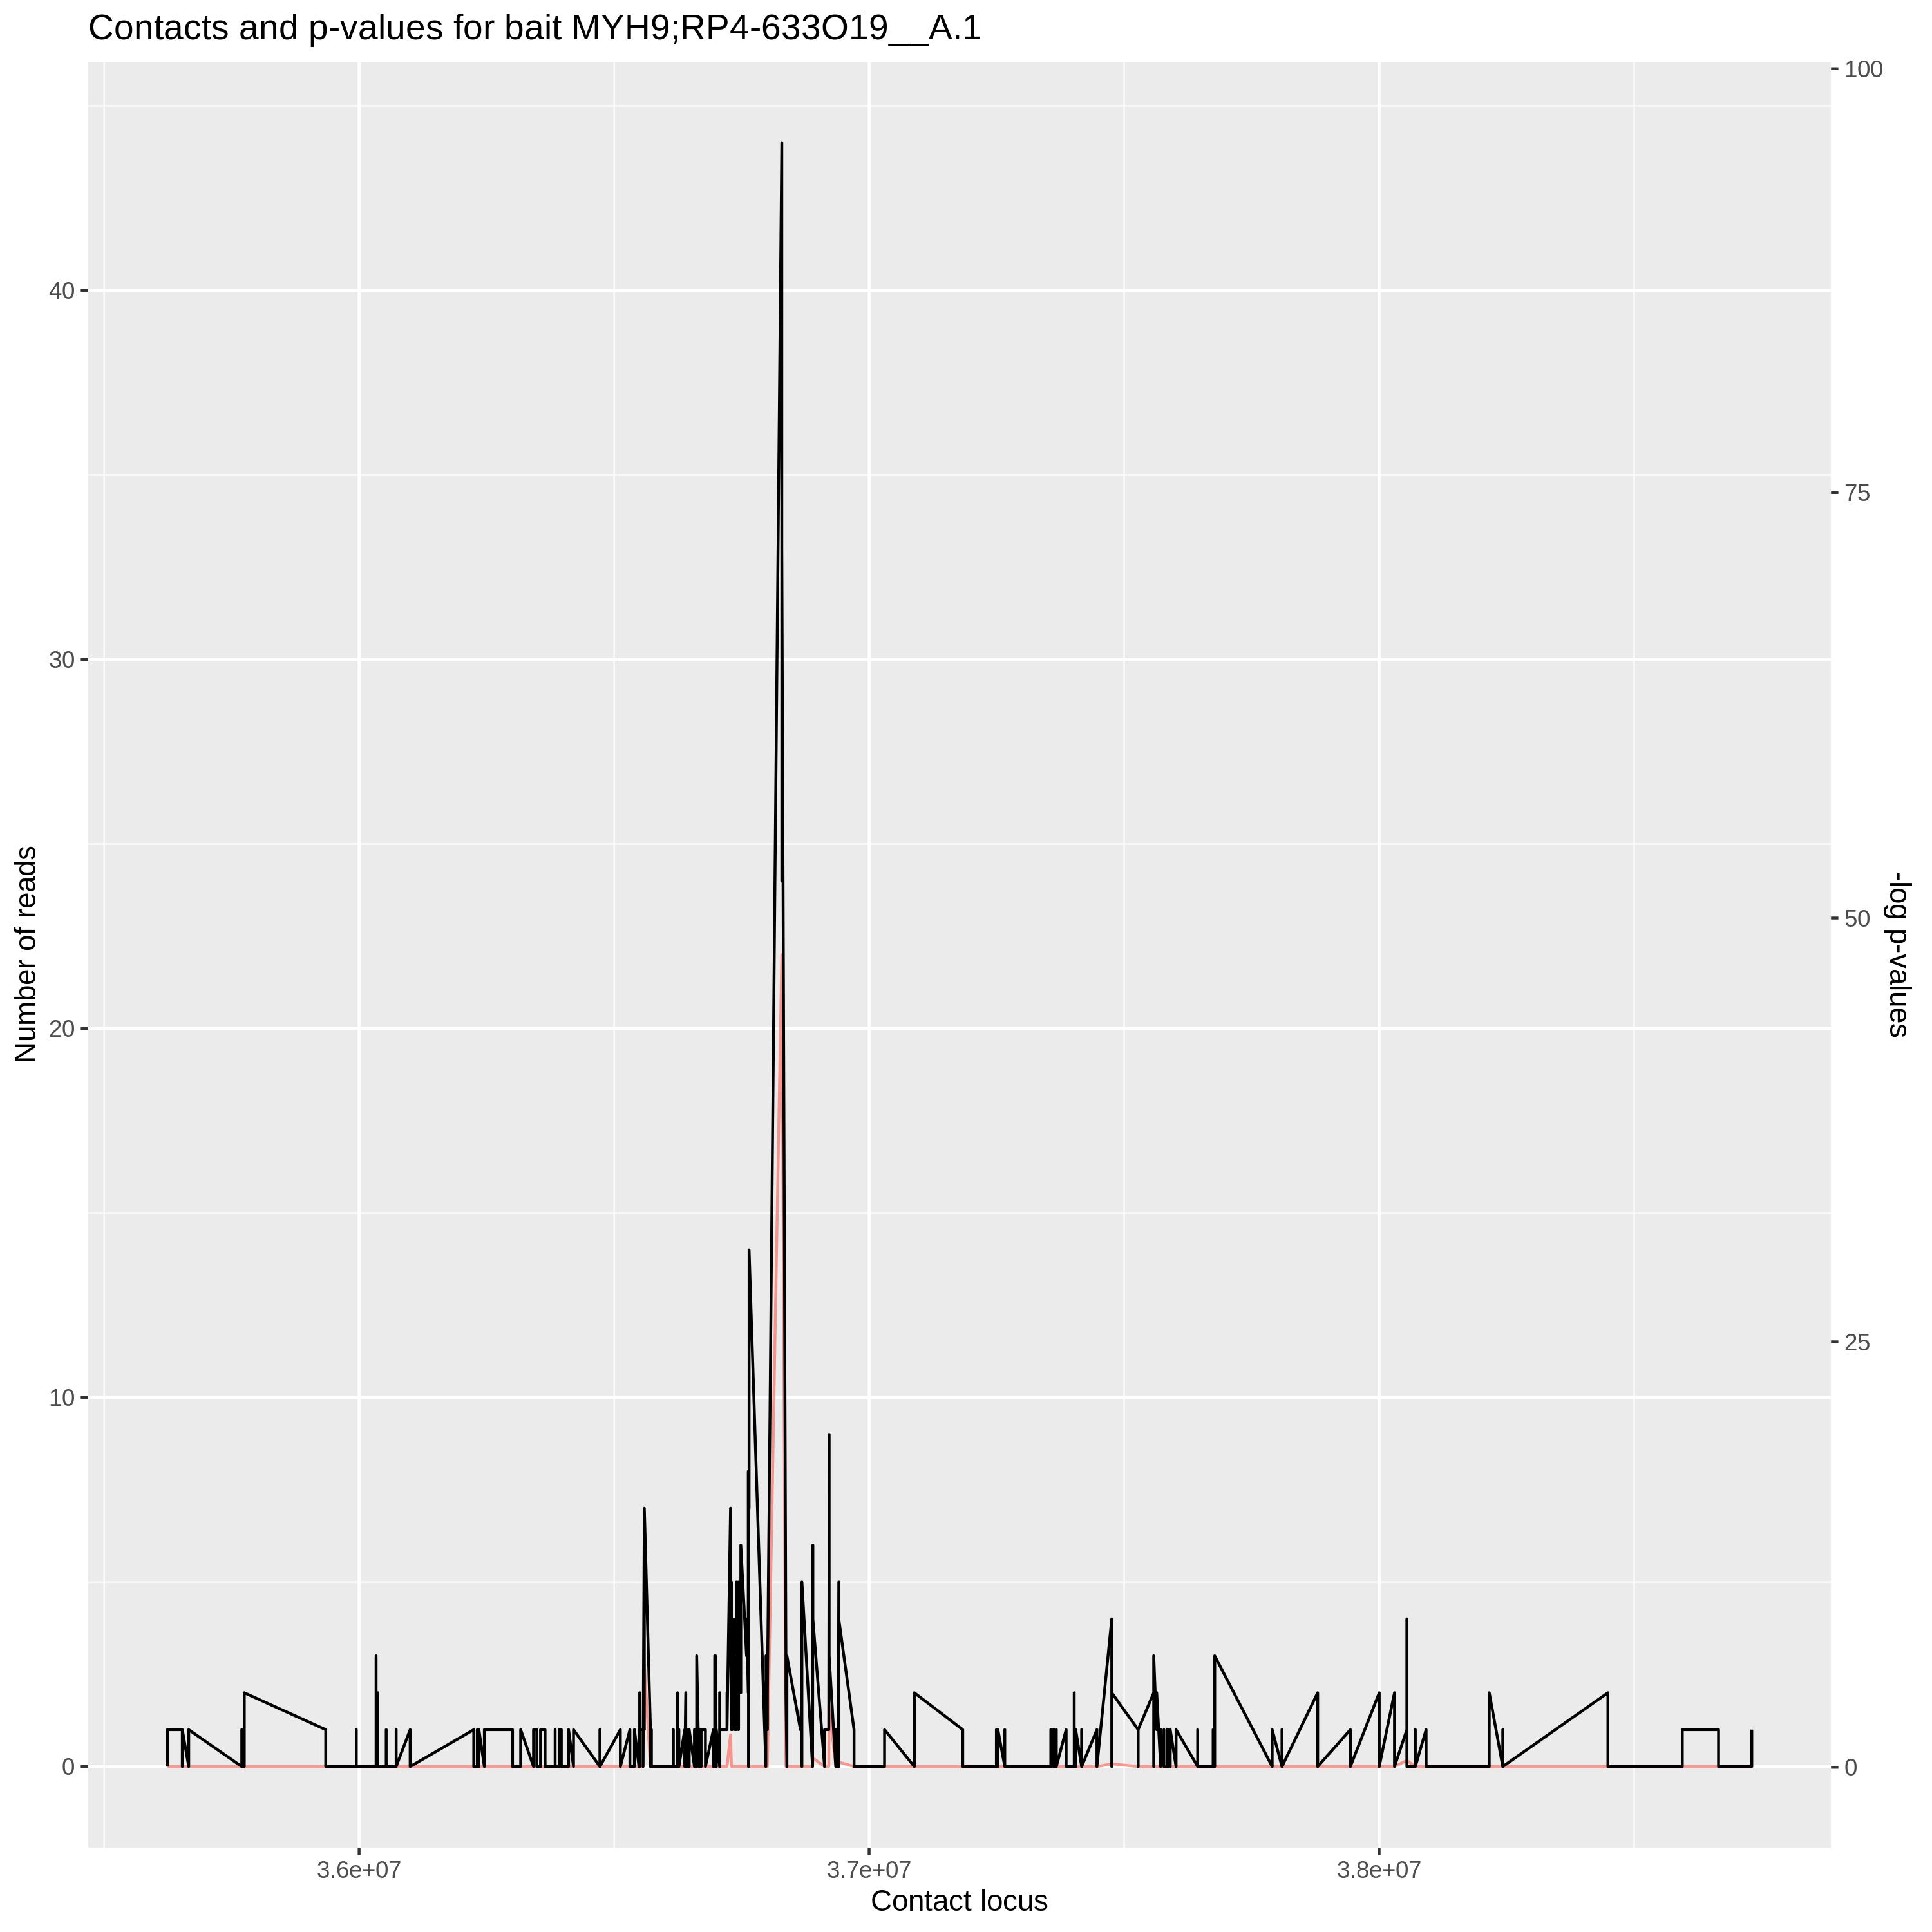 Contacts and p-values for bait MYH9;RP4-633O19__A.1
Number of reads
40
30
20
10
0
100
75
50
25
0
-log p-values
3.6e+07
3.7e+07
3.8e+07
Contact locus